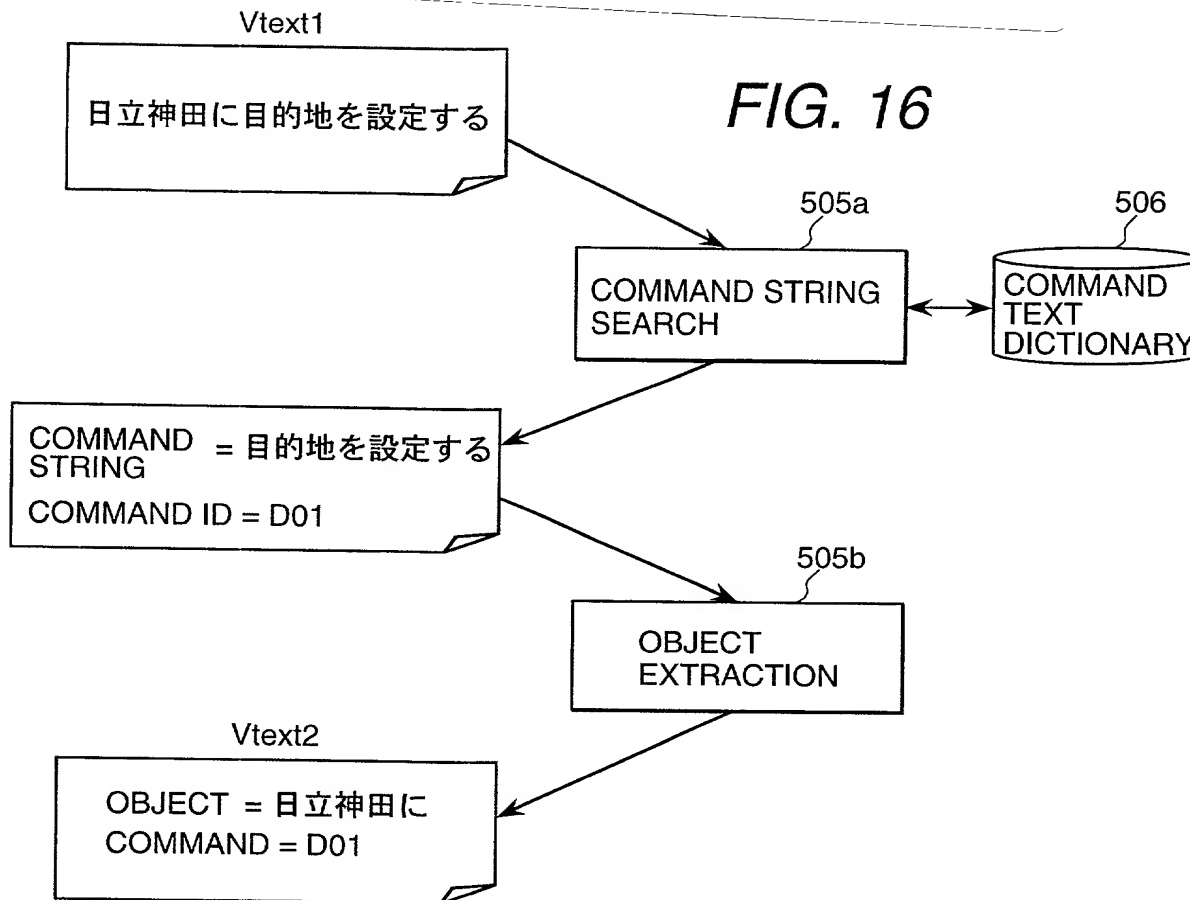 Vtext1
日立神田に目的地を設定する
FIG. 16
505a
506
COMMAND STRING
SEARCH
COMMAND
TEXT
DICTIONARY
COMMAND
STRING
= 目的地を設定する
COMMAND ID = D01
505b
OBJECT
EXTRACTION
Vtext2
OBJECT = 日立神田に
COMMAND = D01